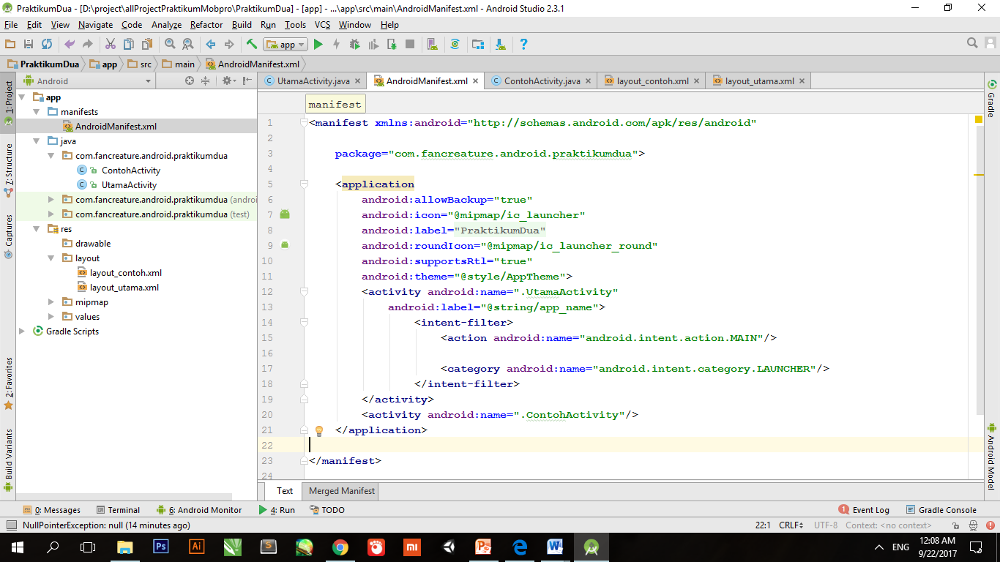 PraktikumDua - [D:\project\allProjectPraktikumMobpro\PraktikumDua] - [app] - ...\app\src\main\AndroidManifest.xml - Android Studio 2.3.1
File Edit View Navigate Code Analyze Refactor Build Run Tools VCS Window Help
app
PraktikumDua app src main AndroidManifest.xml
Android
UtamaActivity.java AndroidManifest.xml ContohActivity.java layout_contoh.xml layout_utama.xml
1: Project
7: Structure
Captures
2: Favorites
Build Variants
app
manifests
AndroidManifest.xml
java
com.fancreature.android.praktikumdua
ContohActivity
UtamaActivity
com.fancreature.android.praktikumdua (androi
com.fancreature.android.praktikumdua (test)
res
drawable
layout
layout_contoh.xml
layout_utama.xml
mipmap
values
Gradle Scripts
manifest
1 <manifest xmlns:android="http://schemas.android.com/apk/res/android"
2
3 package="com.fancreature.android.praktikumdua">
4
5 <application
6 android:allowBackup="true"
7 android:icon="@mipmap/ic_launcher"
8 android:label="PraktikumDua"
9 android:roundIcon="@mipmap/ic_launcher_round"
10 android:supportsRtl="true"
11 android:theme="@style/AppTheme">
12 <activity android:name=".UtamaActivity"
13 android:label="@string/app_name">
14 <intent-filter>
15 <action android:name="android.intent.action.MAIN"/>
16
17 <category android:name="android.intent.category.LAUNCHER"/>
18 </intent-filter>
19 </activity>
20 <activity android:name=".ContohActivity"/>
21 </application>
22
23 </manifest>
24
Gradle
Android Model
Text Merged Manifest
0: Messages Terminal 6: Android Monitor 4: Run TODO 1 Event Log Gradle Console
NullPointerException: null (14 minutes ago) 22:1 CRLF UTF-8 Context: <no context>
Ps Ai S mi P W ENG 12:08 AM
9/22/2017